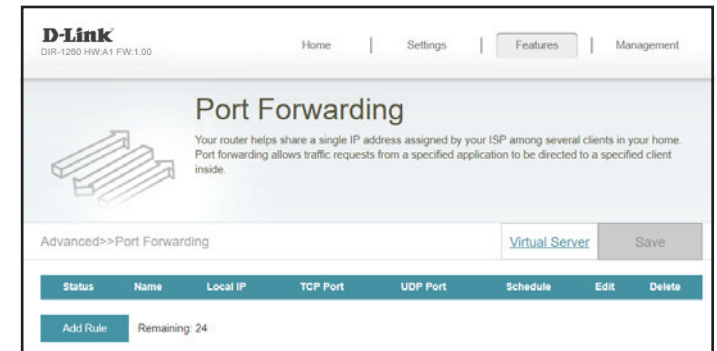 D-Link
DIR-1260 HW:A1 FW:1.00
Home | Settings | Features | Management
Port Forwarding
Your router helps share a single IP address assigned by your ISP among several clients in your home.
Port forwarding allows traffic requests from a specified application to be directed to a specified client
inside.
Advanced>>Port Forwarding
Virtual Server
Save
Status Name Local IP TCP Port UDP Port Schedule Edit Delete
Add Rule Remaining: 24